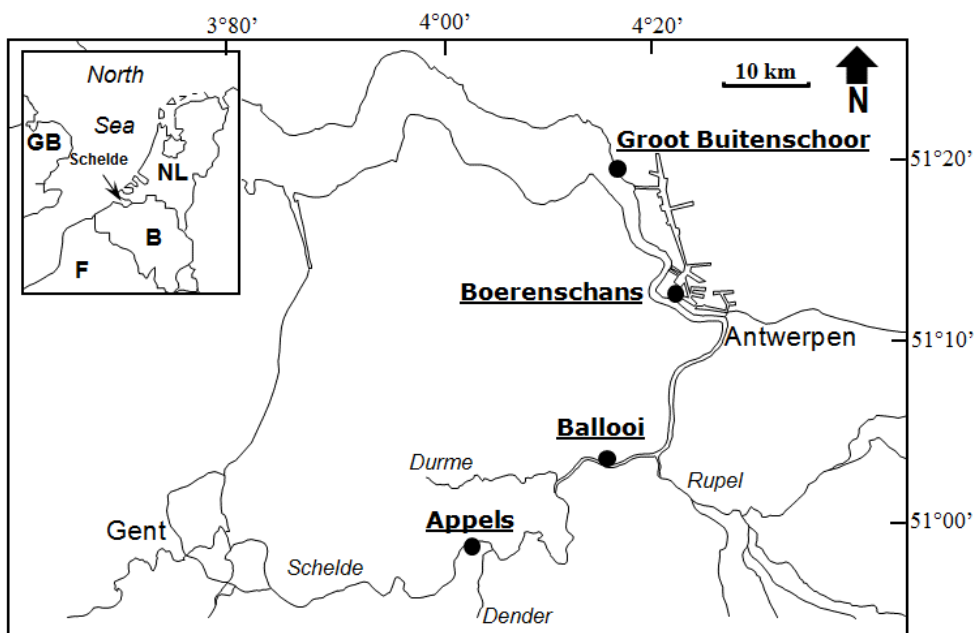 3°80’ 4°00’ 4°20’
North
Sea
GB
Schelde
NL
B
F
10 km
N
Groot Buitenschoor
51°20’
Boerenschans
Antwerpen
51°10’
Ballooi
Durme
Rupel
Appels
Gent
51°00’
Schelde
Dender